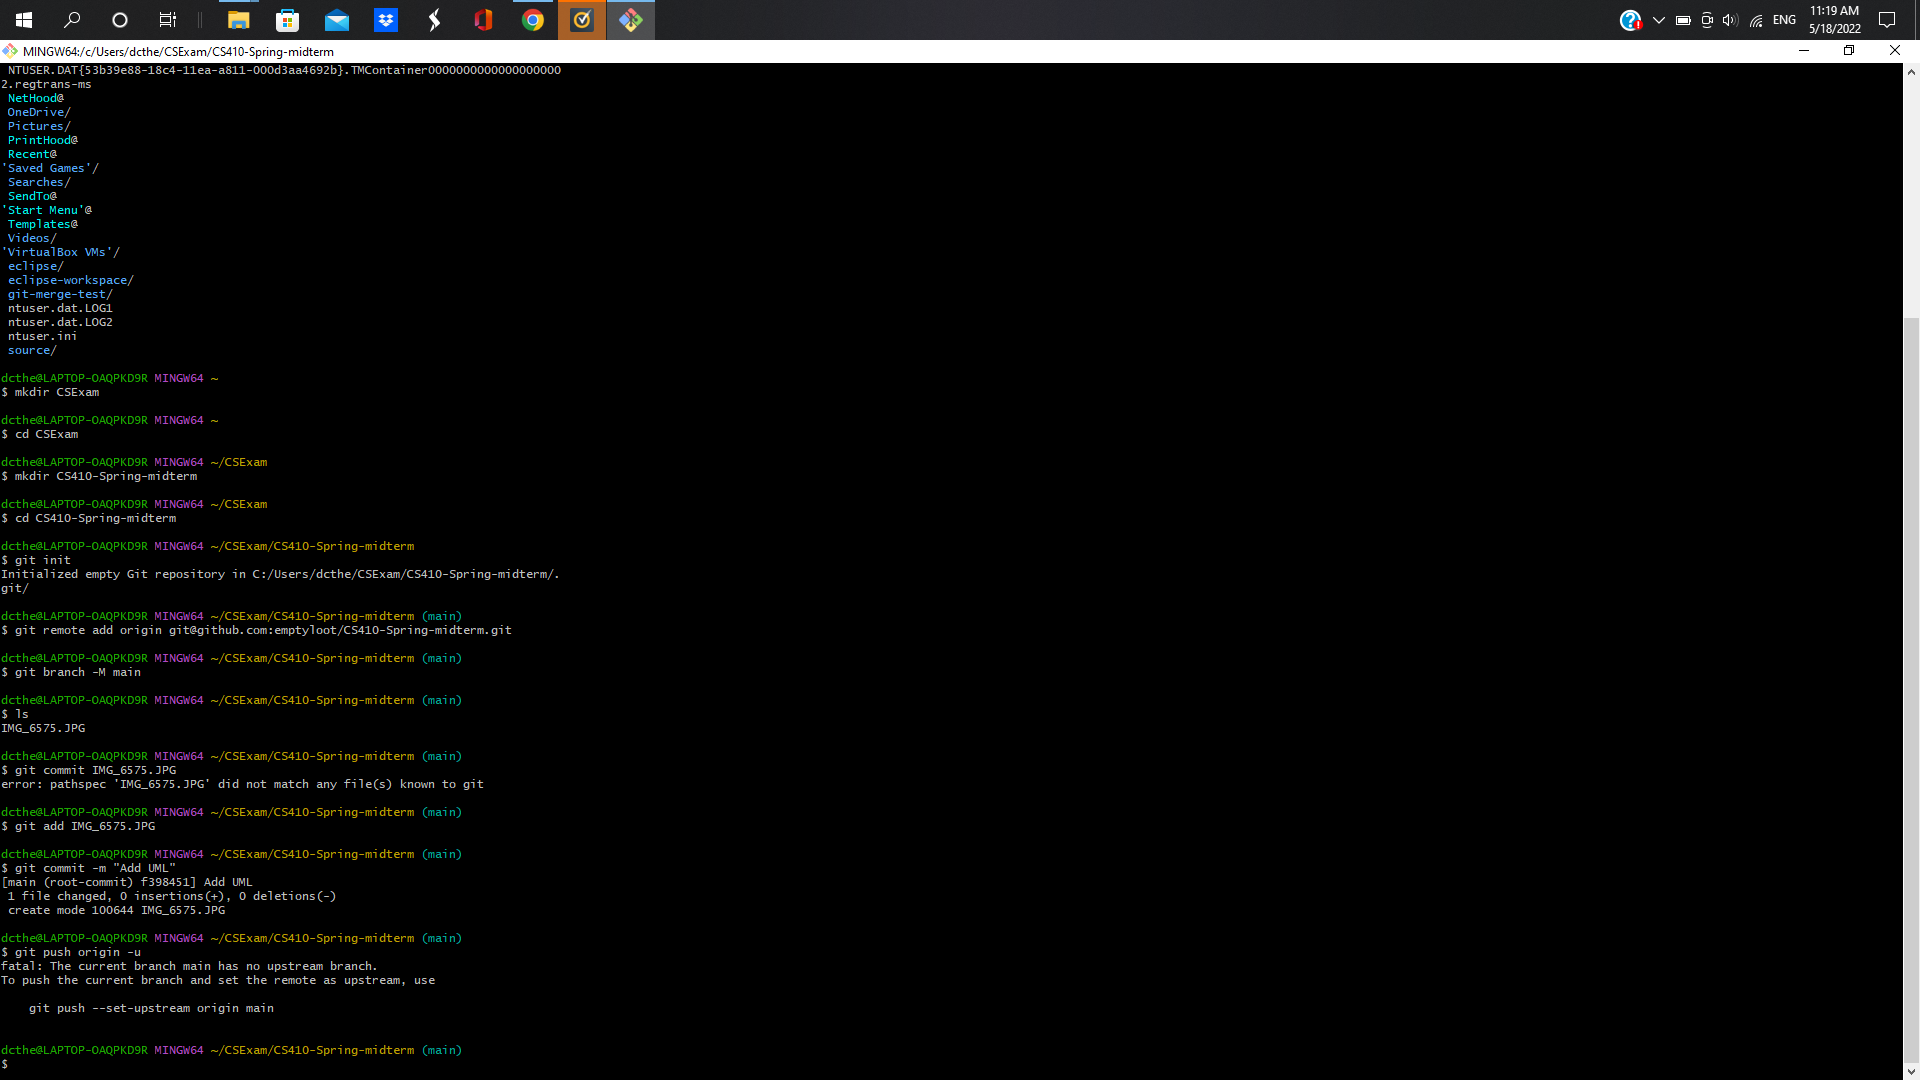 ENG
11:19 AM
5/18/2022
MINGW64:/c/Users/dcthe/CSExam/CS410-Spring-midterm
NTUSER.DAT{53b39e88-18c4-11ea-a811-000d3aa4692b}.TMContainer0000000000000000000
2.regtrans-ms
NetHood@
OneDrive/
Pictures/
PrintHood@
Recent@
'Saved Games'/
Searches/
SendTo@
'Start Menu'@
Templates@
Videos/
'VirtualBox VMs'/
eclipse/
eclipse-workspace/
git-merge-test/
ntuser.dat.LOG1
ntuser.dat.LOG2
ntuser.ini
source/
dcthe@LAPTOP-OAQPKD9R MINGW64 ~
$ mkdir CSExam
dcthe@LAPTOP-OAQPKD9R MINGW64 ~
$ cd CSExam
dcthe@LAPTOP-OAQPKD9R MINGW64 ~/CSExam
$ mkdir CS410-Spring-midterm
dcthe@LAPTOP-OAQPKD9R MINGW64 ~/CSExam
$ cd CS410-Spring-midterm
dcthe@LAPTOP-OAQPKD9R MINGW64 ~/CSExam/CS410-Spring-midterm
$ git init
Initialized empty Git repository in C:/Users/dcthe/CSExam/CS410-Spring-midterm/.
git/
dcthe@LAPTOP-OAQPKD9R MINGW64 ~/CSExam/CS410-Spring-midterm (main)
$ git remote add origin git@github.com:emptyloot/CS410-Spring-midterm.git
dcthe@LAPTOP-OAQPKD9R MINGW64 ~/CSExam/CS410-Spring-midterm (main)
$ git branch -M main
dcthe@LAPTOP-OAQPKD9R MINGW64 ~/CSExam/CS410-Spring-midterm (main)
$ ls
IMG_6575.JPG
dcthe@LAPTOP-OAQPKD9R MINGW64 ~/CSExam/CS410-Spring-midterm (main)
$ git commit IMG_6575.JPG
error: pathspec 'IMG_6575.JPG' did not match any file(s) known to git
dcthe@LAPTOP-OAQPKD9R MINGW64 ~/CSExam/CS410-Spring-midterm (main)
$ git add IMG_6575.JPG
dcthe@LAPTOP-OAQPKD9R MINGW64 ~/CSExam/CS410-Spring-midterm (main)
$ git commit -m "Add UML"
[main (root-commit) f398451] Add UML
1 file changed, 0 insertions(+), 0 deletions(-)
create mode 100644 IMG_6575.JPG
dcthe@LAPTOP-OAQPKD9R MINGW64 ~/CSExam/CS410-Spring-midterm (main)
$ git push origin -u
fatal: The current branch main has no upstream branch.
To push the current branch and set the remote as upstream, use
git push --set-upstream origin main
dcthe@LAPTOP-OAQPKD9R MINGW64 ~/CSExam/CS410-Spring-midterm (main)
$